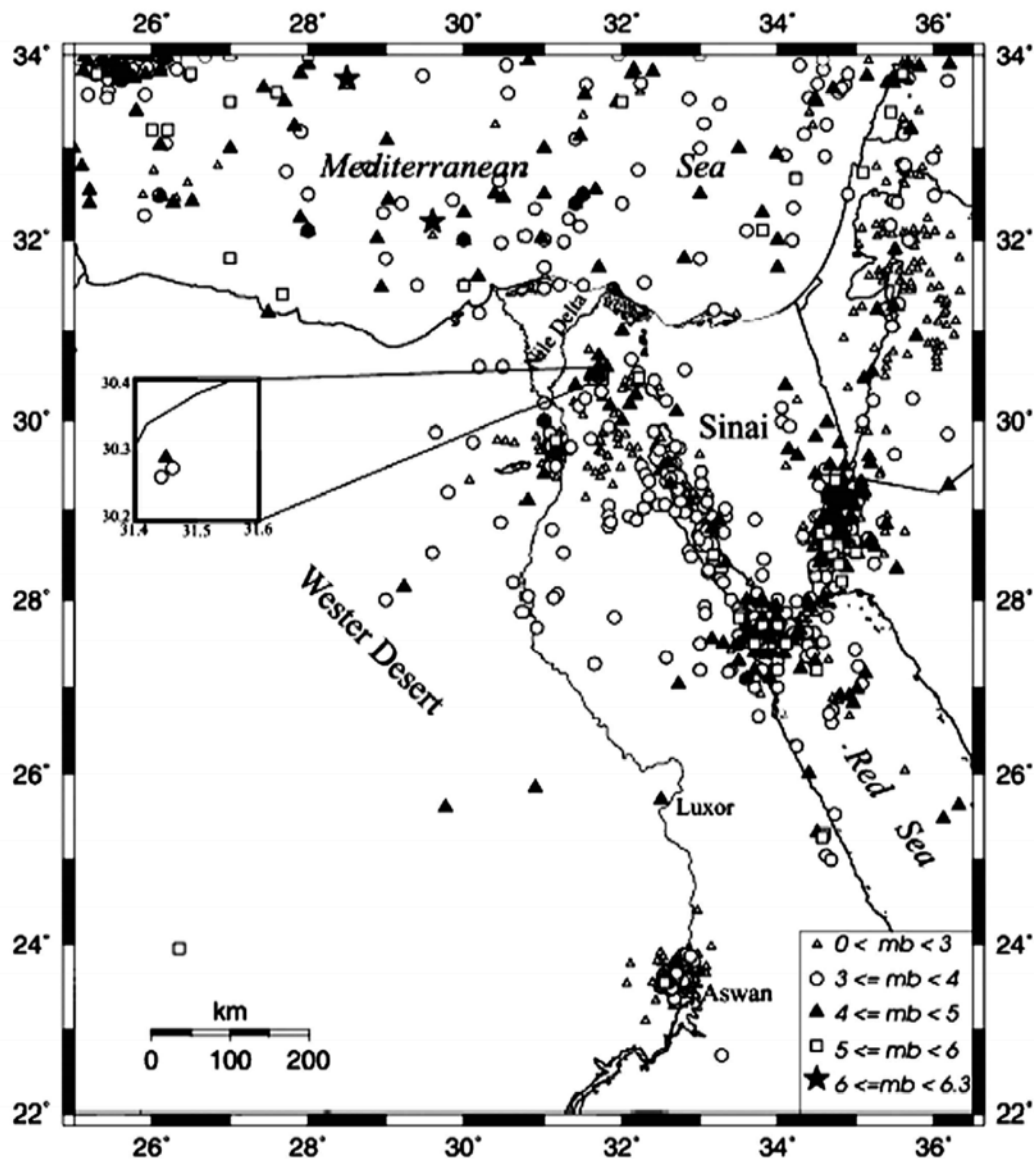 26° 28° 30° 32° 34° 36°
34° 34°
Mediterranean Sea
32° 32°
Nile Delta
30.4
30.3
30.2
31.4 31.5 31.6
30° Sinai 30°
28° 28°
Wester Desert
26° 26°
Red Sea
Luxor
24° 24°
Aswan
km
0 100 200
0 < mb < 3
3 <= mb < 4
4 <= mb < 5
5 <= mb < 6
6 <=mb < 6.3
22° 22°
26° 28° 30° 32° 34° 36°